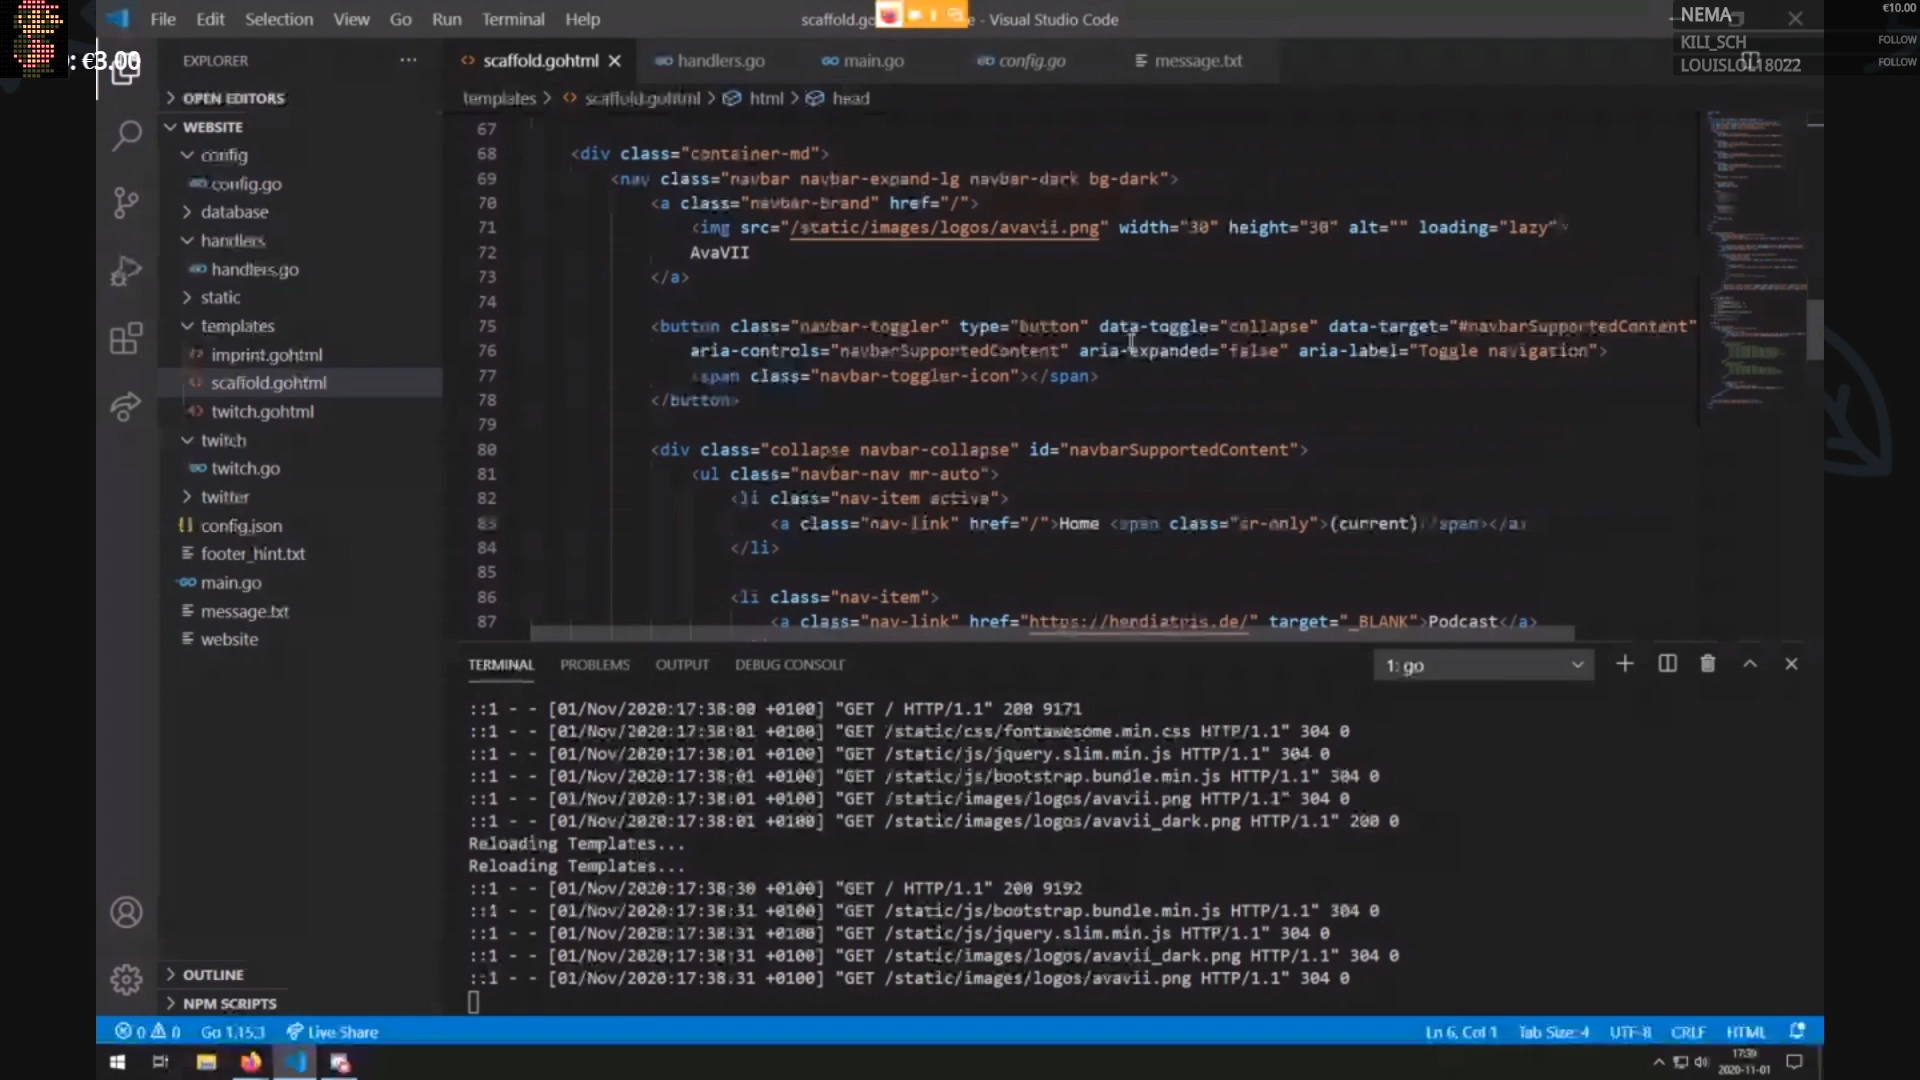 File Edit Selection View Go Run Terminal Help
- Visual Studio Code
NEMA
€10.00
KILI_SCH FOLLOW
LOUISLOL18022 FOLLOW
: €3.00
EXPLORER
OPEN EDITORS
WEBSITE
config
config.go
database
handlers
handlers.go
static
templates
imprint.gohtml
scaffold.gohtml
twitch.gohtml
twitch
twitch.go
twitter
config.json
footer_hint.txt
main.go
message.txt
website
OUTLINE
NPM SCRIPTS
scaffold.gohtml handlers.go main.go config.go message.txt
templates > scaffold.gohtml > html > head
67
68 <div class="container-md">
69 <nav class="navbar navbar-expand-lg navbar-dark bg-dark">
70 <a class="navbar-brand" href="/">
71 <img src="/static/images/logos/avavii.png" width="30" height="30" alt="" loading="lazy"
72 AvaVII
73 </a>
74
75 <button class="navbar-toggler" type="button" data-toggle="collapse" data-target="#navbarSupportedContent"
76 aria-controls="navbarSupportedContent" aria-expanded="false" aria-label="Toggle navigation">
77 <span class="navbar-toggler-icon"></span>
78 </button>
79
80 <div class="collapse navbar-collapse" id="navbarSupportedContent">
81 <ul class="navbar-nav mr-auto">
82 <li class="nav-item active">
83 <a class="nav-link" href="/">Home <span class="sr-only">(current)</span></a>
84 </li>
85
86 <li class="nav-item">
87 <a class="nav-link" href="https://hendiatris.de/" target="_BLANK">Podcast</a>
TERMINAL PROBLEMS OUTPUT DEBUG CONSOLE
1: go
::1 - - [01/Nov/2020:17:38:00 +0100] "GET / HTTP/1.1" 200 9171
::1 - - [01/Nov/2020:17:38:01 +0100] "GET /static/css/fontawesome.min.css HTTP/1.1" 304 0
::1 - - [01/Nov/2020:17:38:01 +0100] "GET /static/js/jquery.slim.min.js HTTP/1.1" 304 0
::1 - - [01/Nov/2020:17:38:01 +0100] "GET /static/js/bootstrap.bundle.min.js HTTP/1.1" 304 0
::1 - - [01/Nov/2020:17:38:01 +0100] "GET /static/images/logos/avavii.png HTTP/1.1" 304 0
::1 - - [01/Nov/2020:17:38:01 +0100] "GET /static/images/logos/avavii_dark.png HTTP/1.1" 200 0
Reloading Templates...
Reloading Templates...
::1 - - [01/Nov/2020:17:38:30 +0100] "GET / HTTP/1.1" 200 9192
::1 - - [01/Nov/2020:17:38:31 +0100] "GET /static/js/bootstrap.bundle.min.js HTTP/1.1" 304 0
::1 - - [01/Nov/2020:17:38:31 +0100] "GET /static/js/jquery.slim.min.js HTTP/1.1" 304 0
::1 - - [01/Nov/2020:17:38:31 +0100] "GET /static/images/logos/avavii_dark.png HTTP/1.1" 304 0
::1 - - [01/Nov/2020:17:38:31 +0100] "GET /static/images/logos/avavii.png HTTP/1.1" 304 0
0 0 Go 1.15.3 Live Share
Ln 6, Col 1 Tab Size: 4 UTF-8 CRLF HTML
17:39
2020-11-01